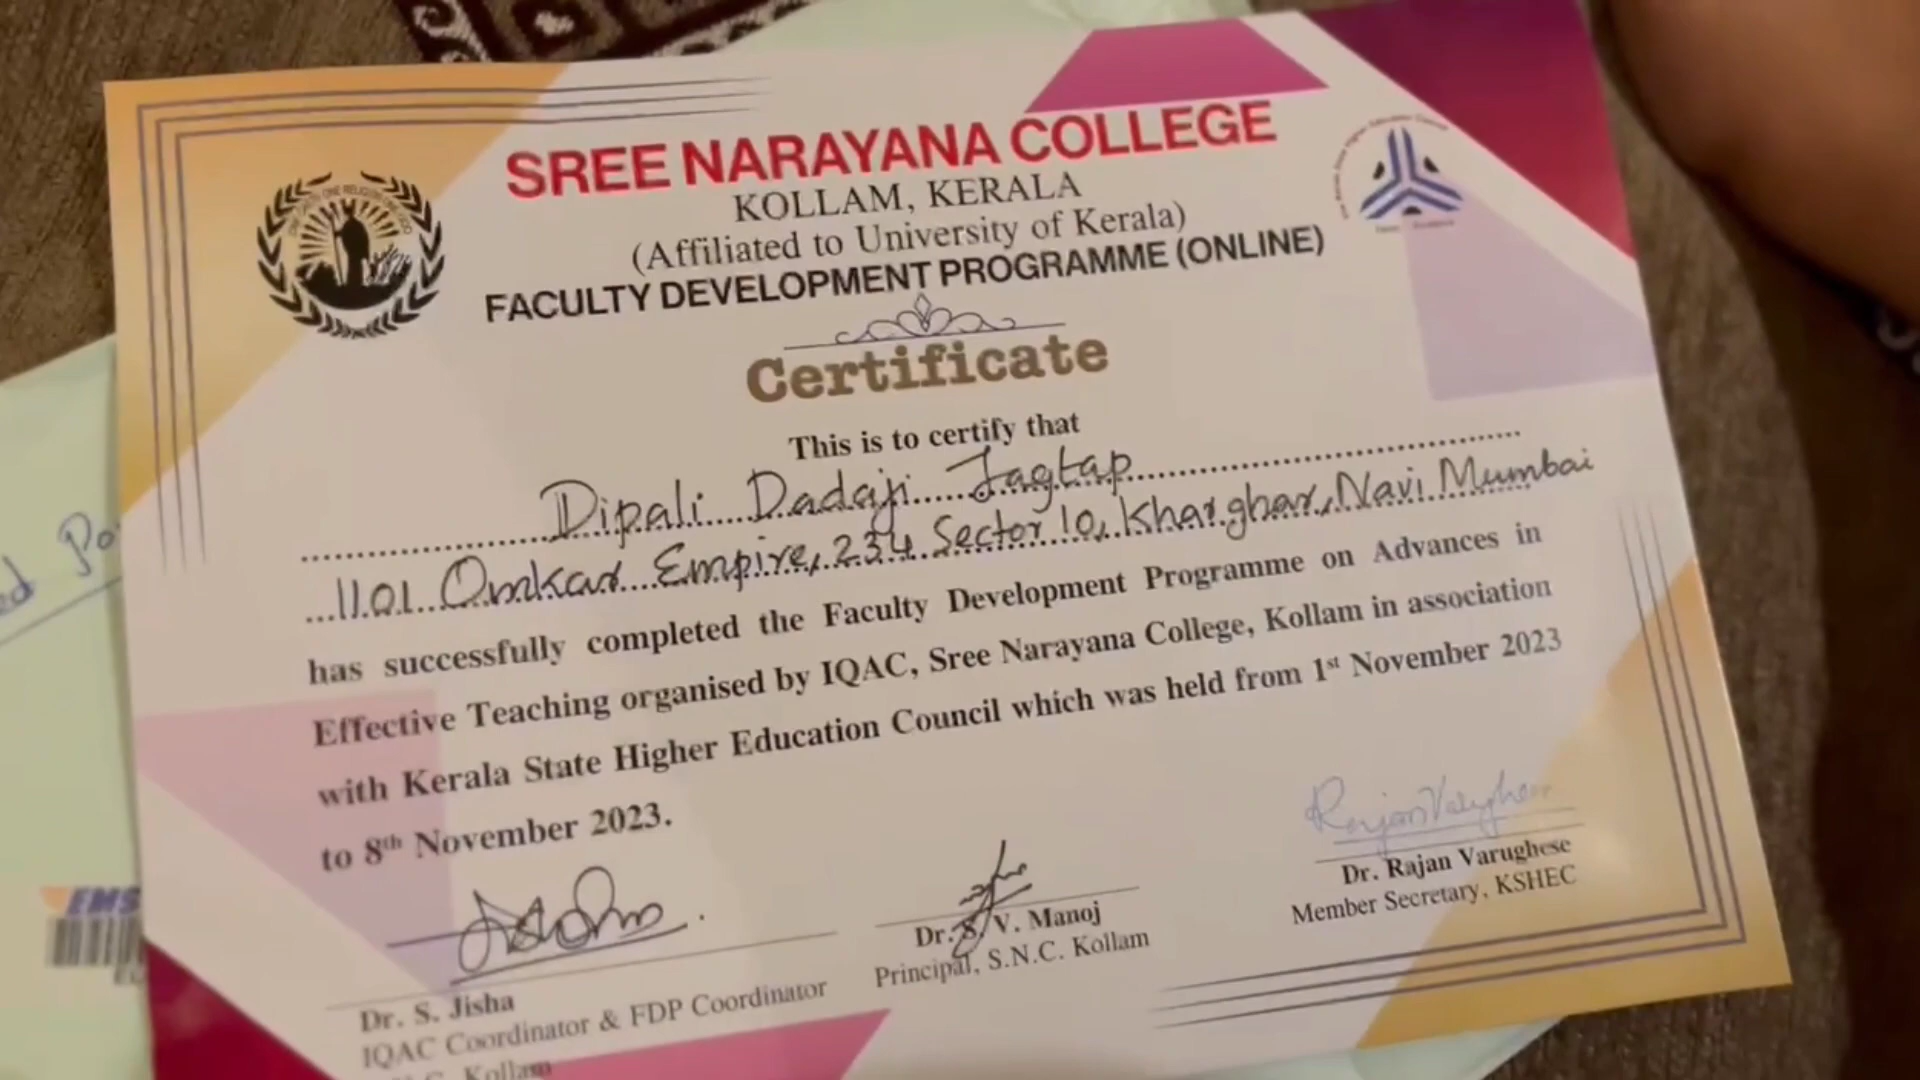 SREE NARAYANA COLLEGE
KOLLAM, KERALA
(Affiliated to University of Kerala)
FACULTY DEVELOPMENT PROGRAMME (ONLINE)
Certificate
This is to certify that
Dipali Dadaji Jagtap
1101 Omkar Empire, 234 Sector 10, Kharghar, Navi Mumbai
has successfully completed the Faculty Development Programme on Advances in
Effective Teaching organised by IQAC, Sree Narayana College, Kollam in association
with Kerala State Higher Education Council which was held from 1st November 2023
to 8th November 2023.
Rajan Varughese
Dr. Rajan Varughese
Member Secretary, KSHEC
Dr. S. V. Manoj
Principal, S.N.C. Kollam
Dr. S. Jisha
IQAC Coordinator & FDP Coordinator
Kollam
EMS